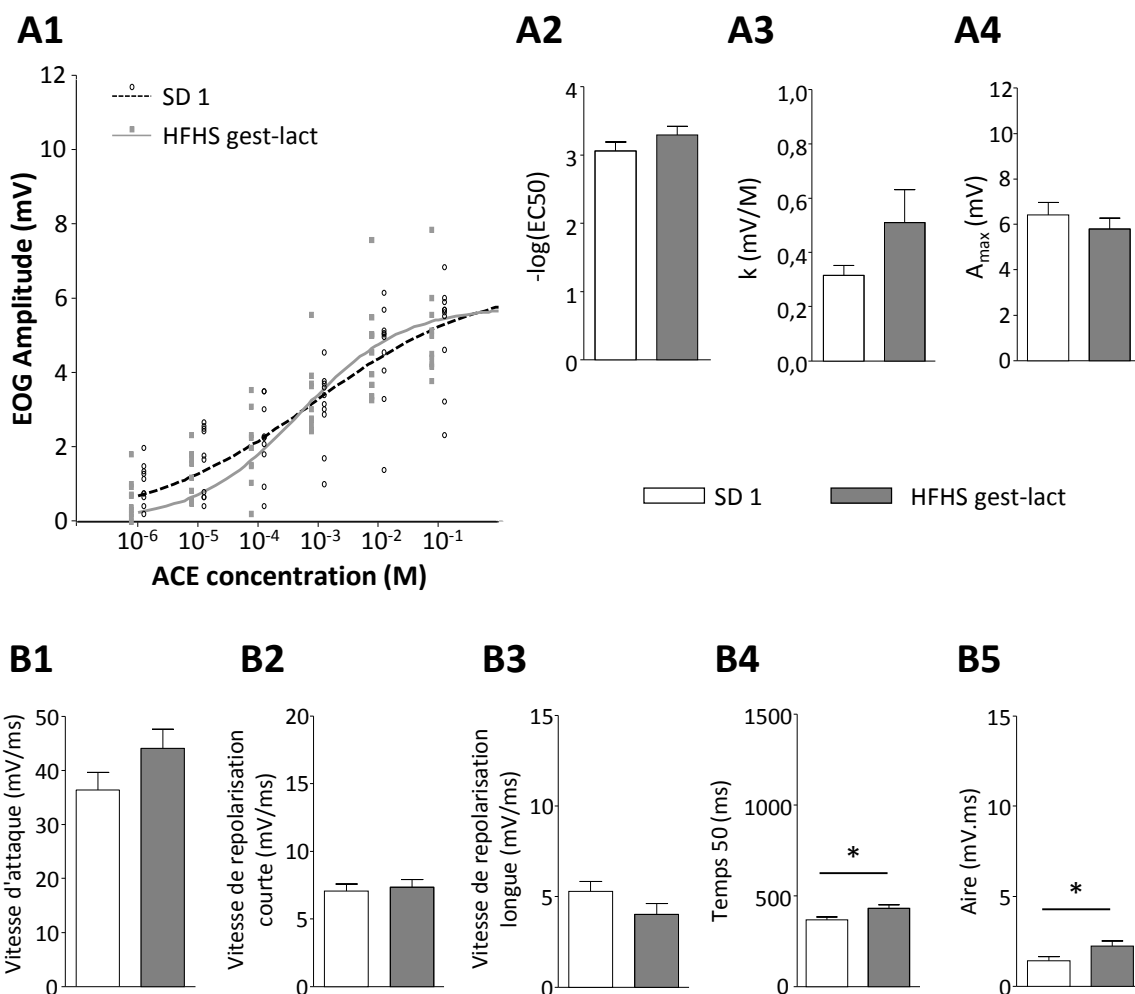 A1
A2
A3
A4
EOG Amplitude (mV)
12
10
8
6
4
2
0
SD 1
HFHS gest-lact
10-6
10-5
10-4
10-3
10-2
10-1
ACE concentration (M)
-log(EC50)
4
3
2
1
0
k (mV/M)
1,0
0,8
0,6
0,4
0,2
0,0
Amax (mV)
12
10
8
6
4
2
0
SD 1
HFHS gest-lact
B1
B2
B3
B4
B5
Vitesse d'attaque (mV/ms)
50
40
30
20
10
0
Vitesse de repolarisation
courte (mV/ms)
20
15
10
5
0
Vitesse de repolarisation
longue (mV/ms)
15
10
5
0
Temps 50 (ms)
1500
1000
500
0
*
Aire (mV.ms)
15
10
5
0
*